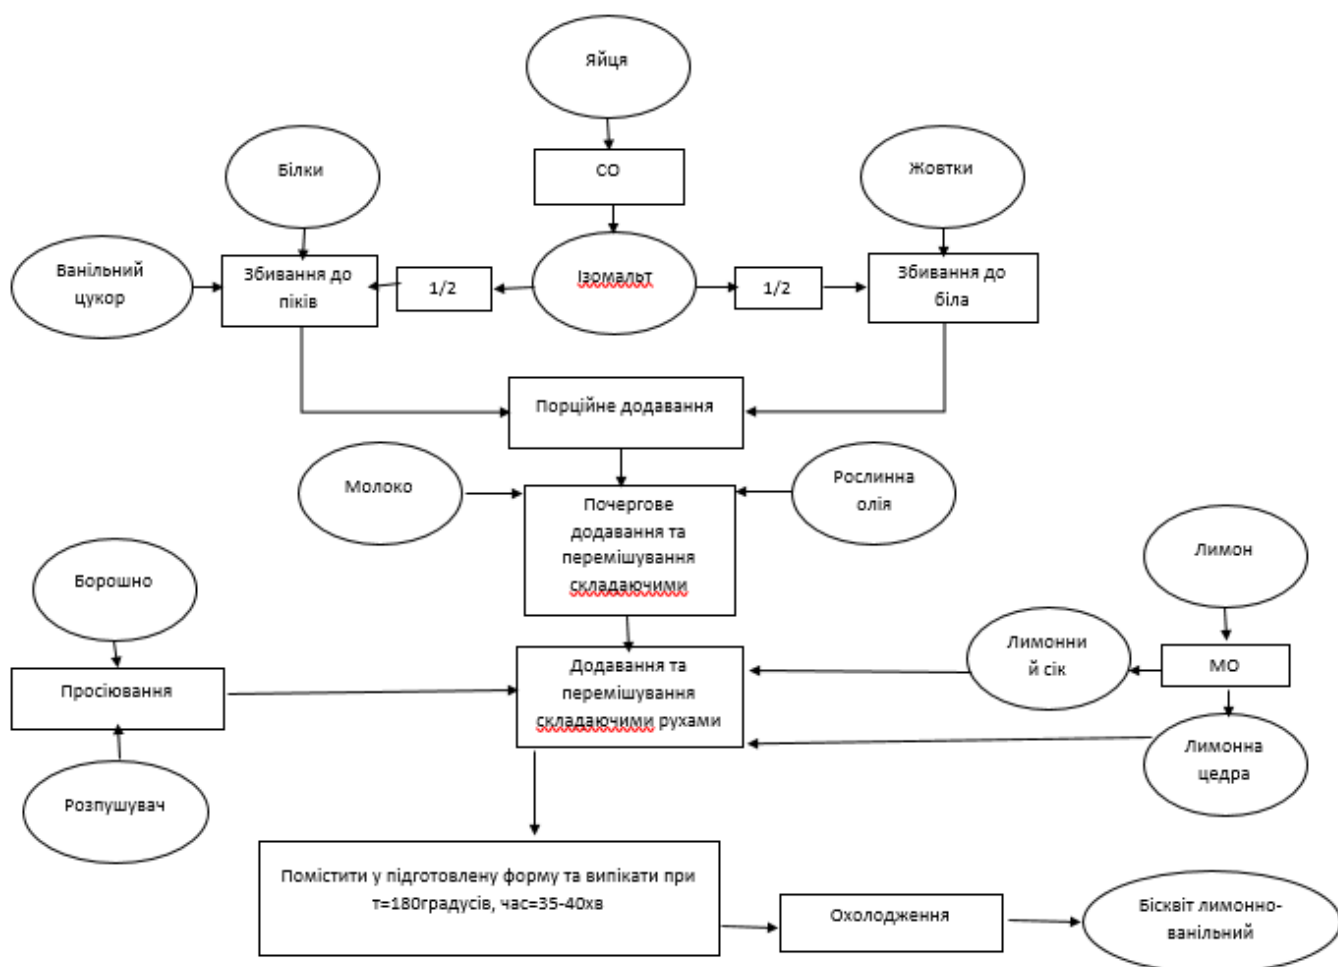 Яйця
Білки
СО
Жовтки
Ванільний
цукор
Збивання до
піків
1/2
Ізомальт
1/2
Збивання до
біла
Порційне додавання
Молоко
Рослинна
олія
Почергове
додавання та
перемішування
складаючими
Лимон
Борошно
Лимонни
й сік
МО
Просіювання
Додавання та
перемішування
складаючими рухами
Лимонна
цедра
Розпушувач
Помістити у підготовлену форму та випікати при
т=180градусів, час=35-40хв
Охолодження
Бісквіт лимонно-
ванільний